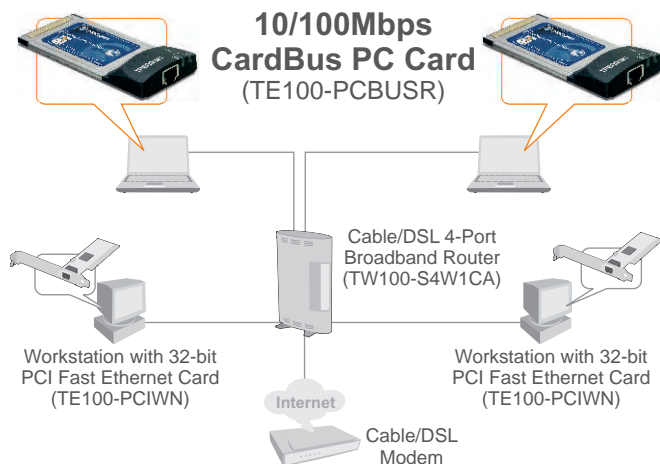 10/100Mbps
CardBus PC Card
(TE100-PCBUSR)
Cable/DSL 4-Port
Broadband Router
(TW100-S4W1CA)
Workstation with 32-bit
PCI Fast Ethernet Card
(TE100-PCIWN)
Workstation with 32-bit
PCI Fast Ethernet Card
(TE100-PCIWN)
Internet
Cable/DSL
Modem